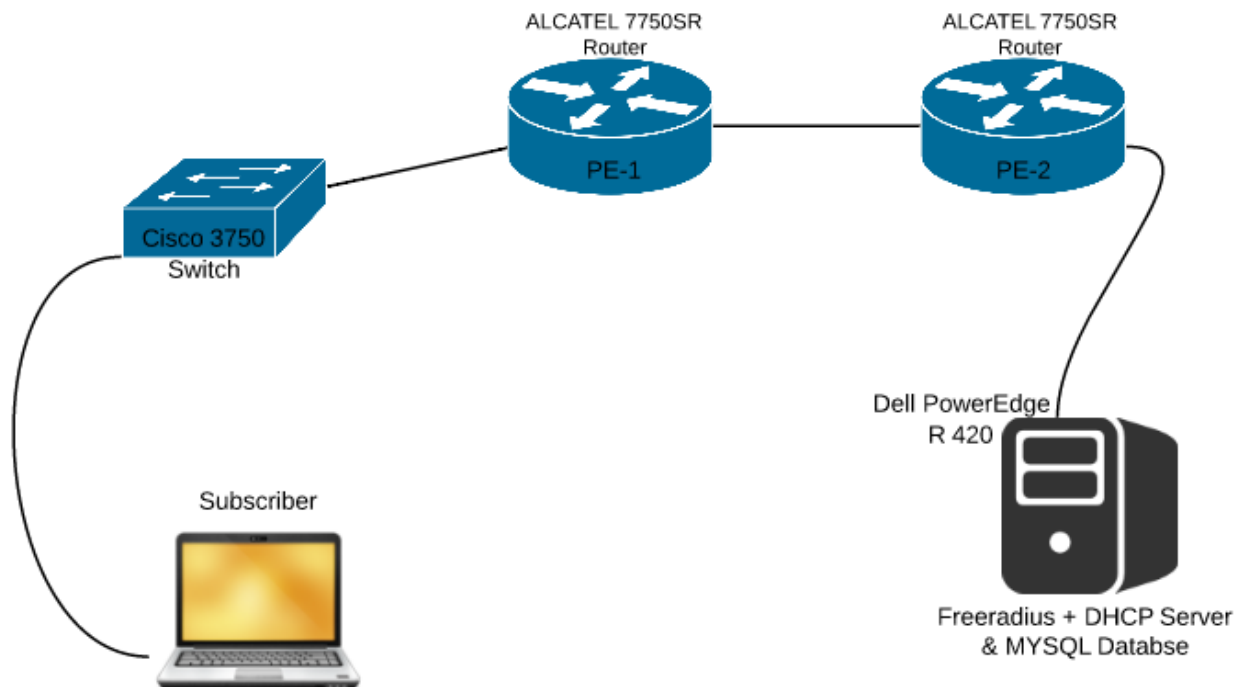 ALCATEL 7750SR
Router
PE-1
ALCATEL 7750SR
Router
PE-2
Cisco 3750
Switch
Dell PowerEdge
R 420
Subscriber
Freeradius + DHCP Server
& MYSQL Databse